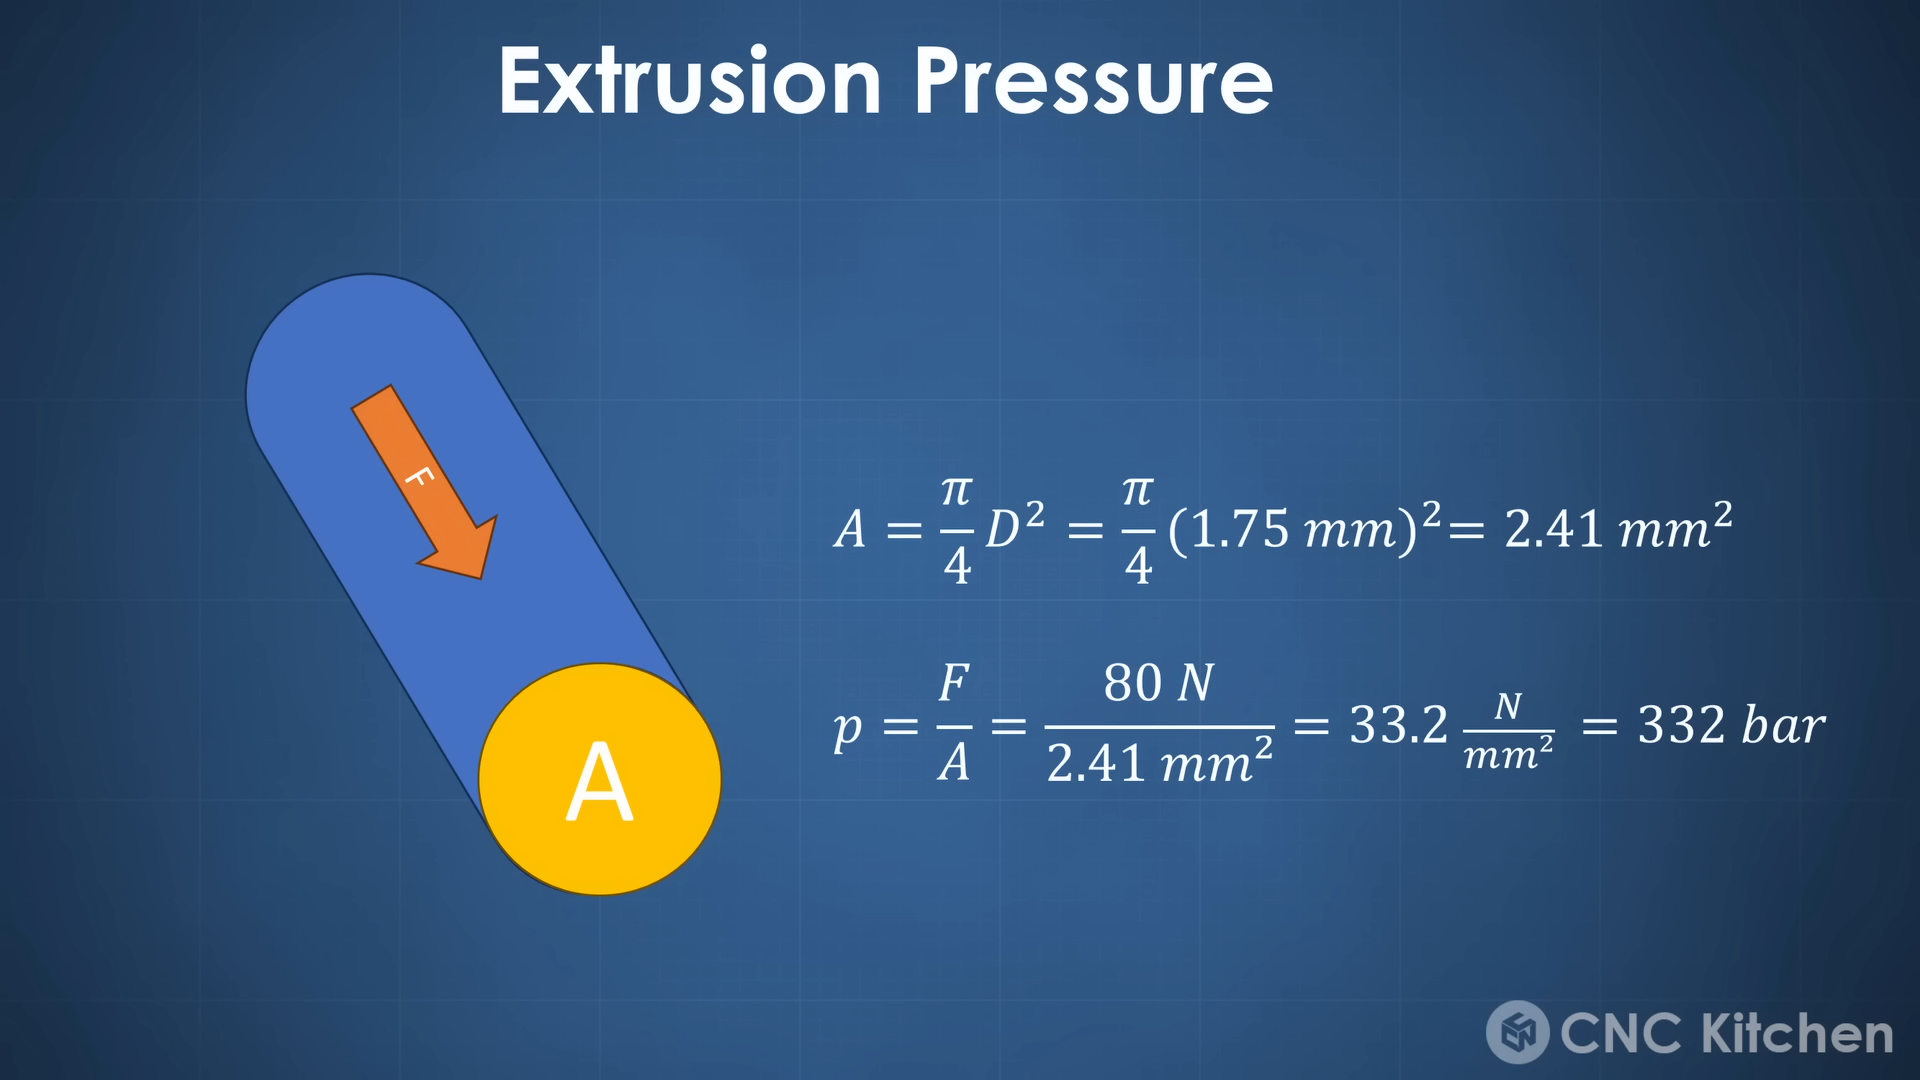 Extrusion Pressure
F
A = π/4 D² = π/4 (1.75 mm)² = 2.41 mm²
p = F/A = 80 N / 2.41 mm² = 33.2 N/mm² = 332 bar
A
CNC Kitchen